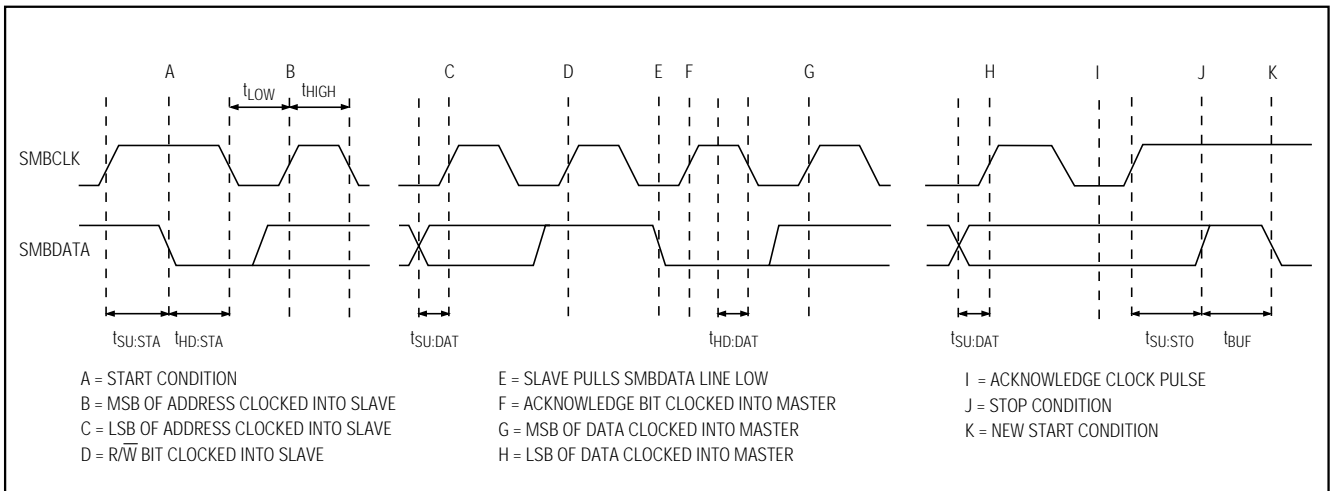 A B C D E F G H I J K
tLOW tHIGH
SMBCLK
SMBDATA
tSU:STA tHD:STA tSU:DAT tHD:DAT tSU:DAT tSU:STO tBUF
A = START CONDITION
B = MSB OF ADDRESS CLOCKED INTO SLAVE
C = LSB OF ADDRESS CLOCKED INTO SLAVE
D = R/W̅ BIT CLOCKED INTO SLAVE
E = SLAVE PULLS SMBDATA LINE LOW
F = ACKNOWLEDGE BIT CLOCKED INTO MASTER
G = MSB OF DATA CLOCKED INTO MASTER
H = LSB OF DATA CLOCKED INTO MASTER
I = ACKNOWLEDGE CLOCK PULSE
J = STOP CONDITION
K = NEW START CONDITION